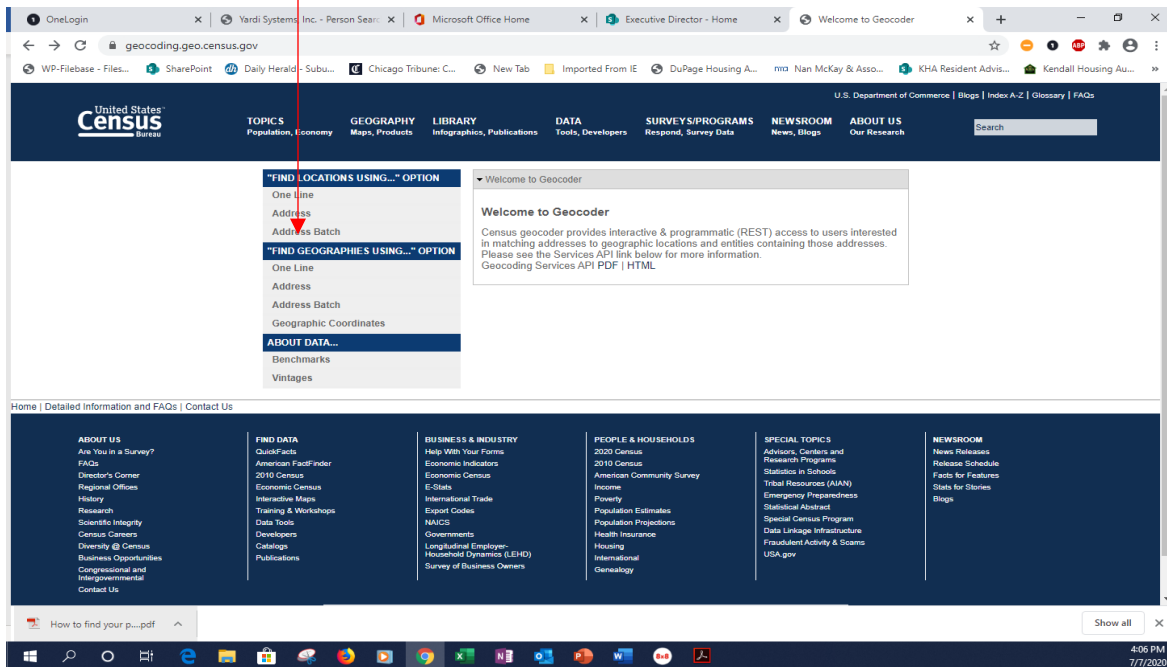 OneLogin
Yardi Systems, Inc. - Person Searc
Microsoft Office Home
Executive Director - Home
Welcome to Geocoder
geocoding.geo.census.gov
ABP
WP-Filebase - Files...
SharePoint
Daily Herald - Subu...
Chicago Tribune: C...
New Tab
Imported From IE
DuPage Housing A...
Nan McKay & Asso...
KHA Resident Advis...
Kendall Housing Au...
U.S. Department of Commerce | Blogs | Index A-Z | Glossary | FAQs
United States™
Census
Bureau
TOPICS
Population, Economy
GEOGRAPHY
Maps, Products
LIBRARY
Infographics, Publications
DATA
Tools, Developers
SURVEYS/PROGRAMS
Respond, Survey Data
NEWSROOM
News, Blogs
ABOUT US
Our Research
Search
"FIND LOCATIONS USING..." OPTION
One Line
Address
Address Batch
"FIND GEOGRAPHIES USING..." OPTION
One Line
Address
Address Batch
Geographic Coordinates
ABOUT DATA...
Benchmarks
Vintages
Welcome to Geocoder
Welcome to Geocoder
Census geocoder provides interactive & programmatic (REST) access to users interested
in matching addresses to geographic locations and entities containing those addresses.
Please see the Services API link below for more information.
Geocoding Services API PDF | HTML
Home | Detailed Information and FAQs | Contact Us
ABOUT US
Are You in a Survey?
FAQs
Director's Corner
Regional Offices
History
Research
Scientific Integrity
Census Careers
Diversity @ Census
Business Opportunities
Congressional and
Intergovernmental
Contact Us
FIND DATA
QuickFacts
American FactFinder
2010 Census
Economic Census
Interactive Maps
Training & Workshops
Data Tools
Developers
Catalogs
Publications
BUSINESS & INDUSTRY
Help With Your Forms
Economic Indicators
Economic Census
E-Stats
International Trade
Export Codes
NAICS
Governments
Longitudinal Employer-
Household Dynamics (LEHD)
Survey of Business Owners
PEOPLE & HOUSEHOLDS
2020 Census
2010 Census
American Community Survey
Income
Poverty
Population Estimates
Population Projections
Health Insurance
Housing
International
Genealogy
SPECIAL TOPICS
Advisors, Centers and
Research Programs
Statistics in Schools
Tribal Resources (AIAN)
Emergency Preparedness
Statistical Abstract
Special Census Program
Data Linkage Infrastructure
Fraudulent Activity & Scams
USA.gov
NEWSROOM
News Releases
Release Schedule
Facts for Features
Stats for Stories
Blogs
How to find your p....pdf
Show all
4:06 PM
7/7/2020